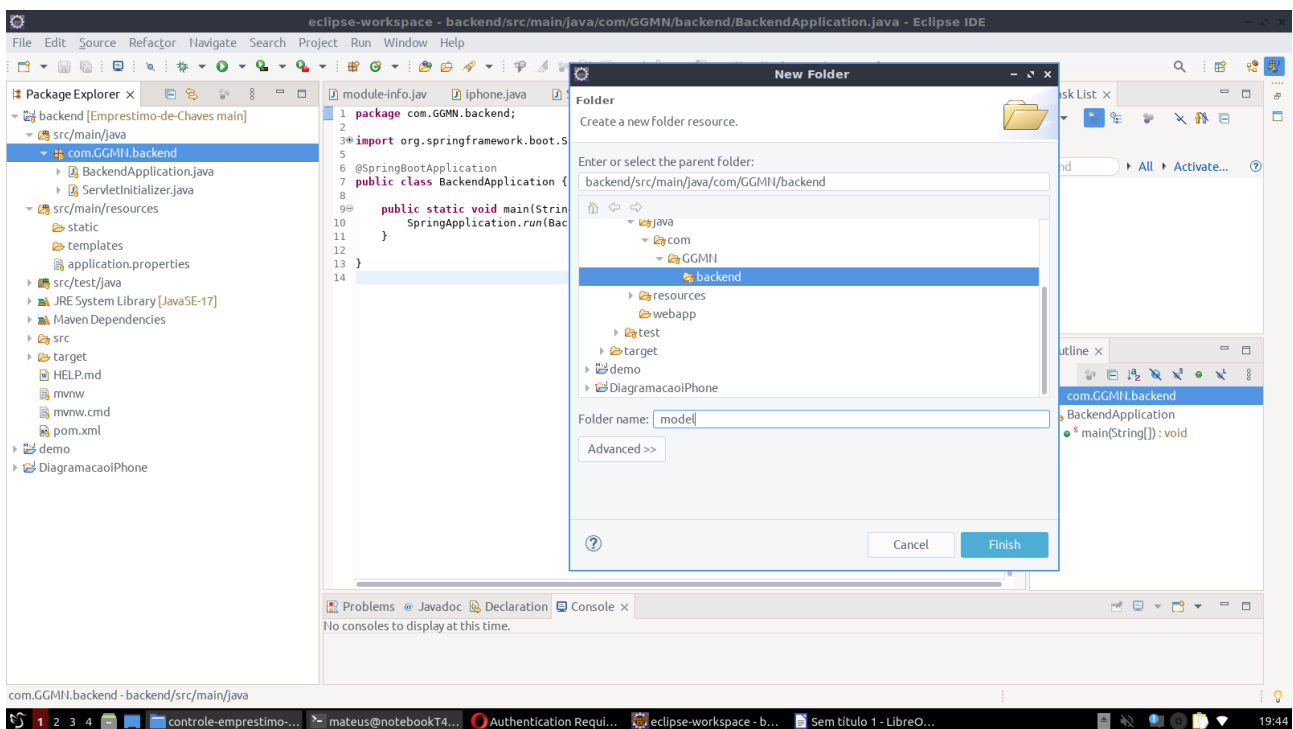 eclipse-workspace - backend/src/main/java/com/GGMN/backend/BackendApplication.java - Eclipse IDE
File Edit Source Refactor Navigate Search Project Run Window Help
Package Explorer
backend [Emprestimo-de-Chaves main]
src/main/java
com.GGMN.backend
BackendApplication.java
ServletInitializer.java
src/main/resources
static
templates
application.properties
src/test/java
JRE System Library [JavaSE-17]
Maven Dependencies
src
target
HELP.md
mvnw
mvnw.cmd
pom.xml
demo
DiagramacaoiPhone
module-info.jav iphone.java
1 package com.GGMN.backend;
2
3 import org.springframework.boot.S
5
6 @SpringBootApplication
7 public class BackendApplication {
8
9 public static void main(Strin
10 SpringApplication.run(Bac
11 }
12
13 }
14
New Folder
Folder
Create a new folder resource.
Enter or select the parent folder:
backend/src/main/java/com/GGMN/backend
java
com
GGMN
backend
resources
webapp
test
target
demo
DiagramacaoiPhone
Folder name: model
Advanced >>
Cancel Finish
sk List
nd All Activate...
utline
com.GGMN.backend
BackendApplication
main(String[]) : void
Problems Javadoc Declaration Console
No consoles to display at this time.
com.GGMN.backend - backend/src/main/java
1 2 3 4 controle-emprestimo-... mateus@notebookT4... Authentication Requi... eclipse-workspace - b... Sem título 1 - LibreO... 19:44